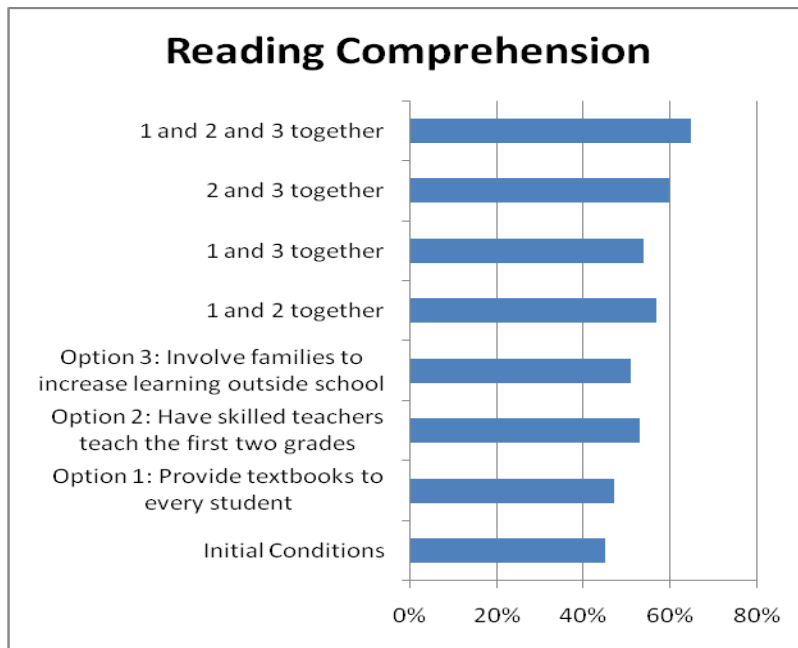 Reading Comprehension
1 and 2 and 3 together
2 and 3 together
1 and 3 together
1 and 2 together
Option 3: Involve families to
increase learning outside school
Option 2: Have skilled teachers
teach the first two grades
Option 1: Provide textbooks to
every student
Initial Conditions
0% 20% 40% 60% 80%